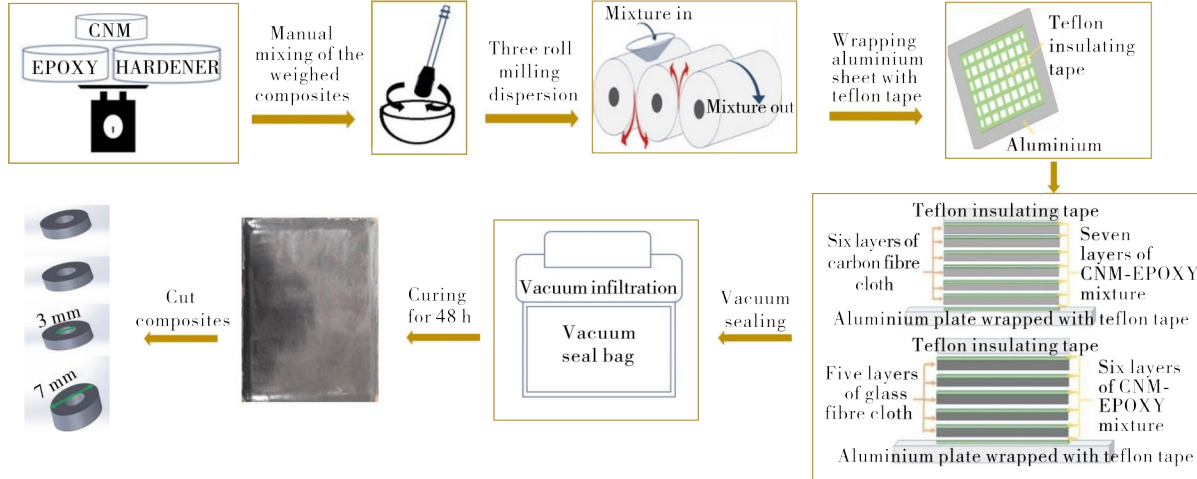 CNM
EPOXY
HARDENER
Manual
mixing of the
weighed
composites
Three roll
milling
dispersion
Mixture in
Mixture out
Wrapping
aluminium
sheet with
teflon tape
Teflon
insulating
tape
Aluminium
Teflon insulating tape
Six layers of
carbon fibre
cloth
Seven
layers of
CNM-EPOXY
mixture
Aluminium plate wrapped with teflon tape
Teflon insulating tape
Five layers
of glass
fibre cloth
Six layers
of CNM-
EPOXY
mixture
Aluminium plate wrapped with teflon tape
Vacuum
sealing
Vacuum infiltration
Vacuum
seal bag
Curing
for 48 h
Cut
composites
3 mm
7 mm